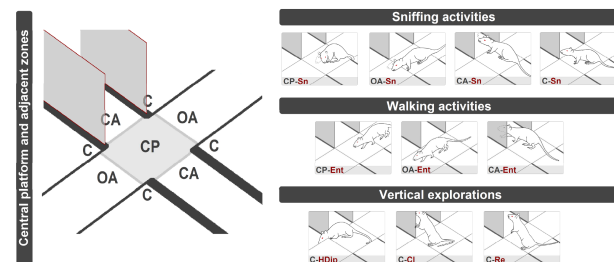 Central platform and adjacent zones
C
CA
OA
C
CP
C
OA
CA
C
Sniffing activities
CP-Sn
OA-Sn
CA-Sn
C-Sn
Walking activities
CP-Ent
OA-Ent
CA-Ent
Vertical explorations
C-HDip
C-Cl
C-Re